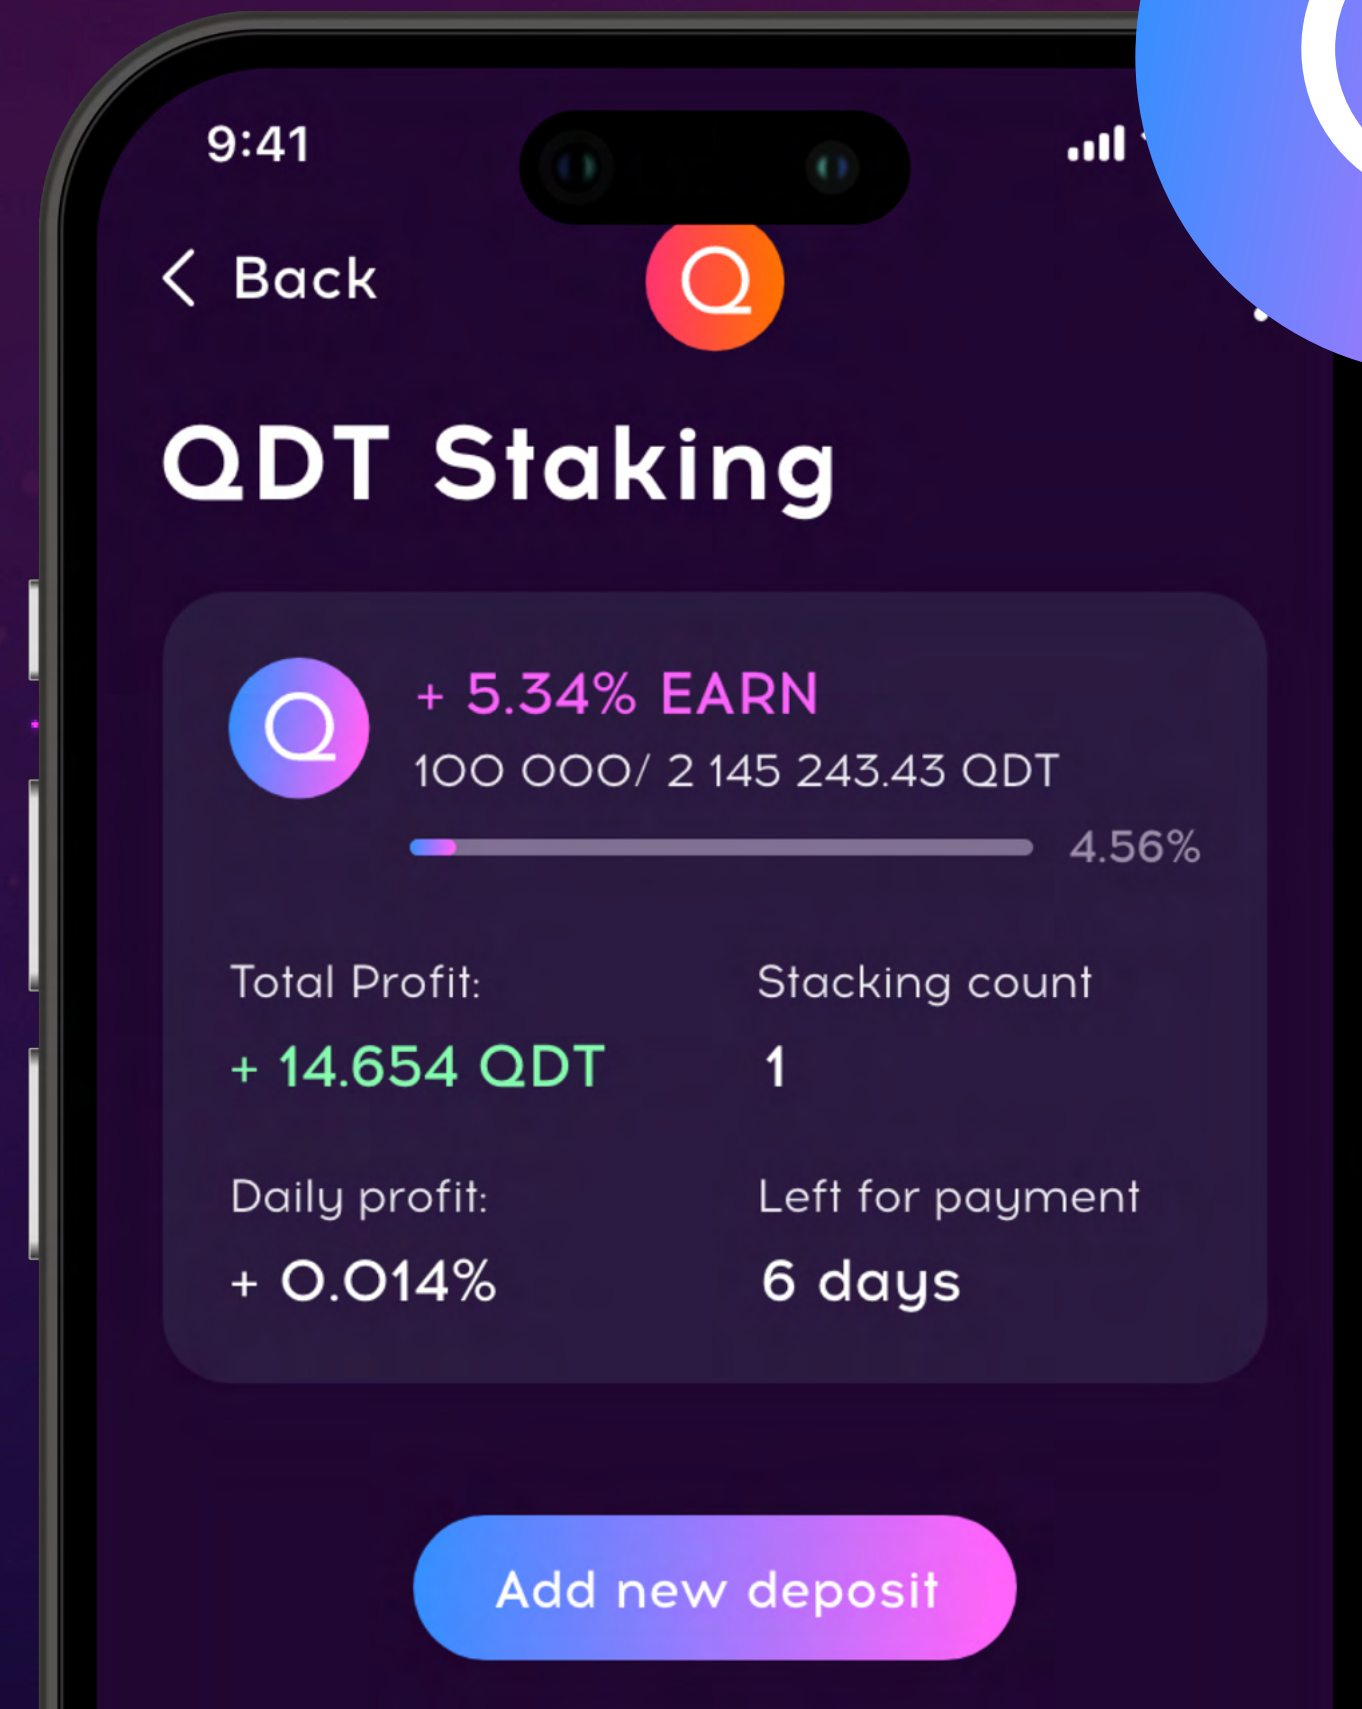 9:41
Back
QDT Staking
+ 5.34% EARN
100 000/ 2 145 243.43 QDT
4.56%
Total Profit:
Stacking count
+ 14.654 QDT
1
Daily profit:
Left for payment
+ 0.014%
6 days
Add new deposit